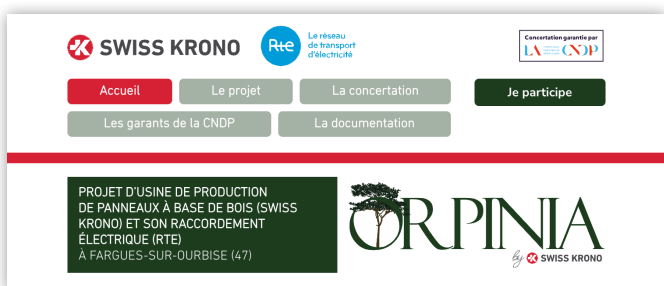 SWISS KRONO
Rte
Le réseau
de transport
d'électricité
Concertation garantie par
LA CNDP
Accueil
Le projet
La concertation
Je participe
Les garants de la CNDP
La documentation
PROJET D'USINE DE PRODUCTION
DE PANNEAUX À BASE DE BOIS (SWISS
KRONO) ET SON RACCORDEMENT
ÉLECTRIQUE (RTE)
À FARGUES-SUR-OURBISE (47)
ORPINIA
by SWISS KRONO